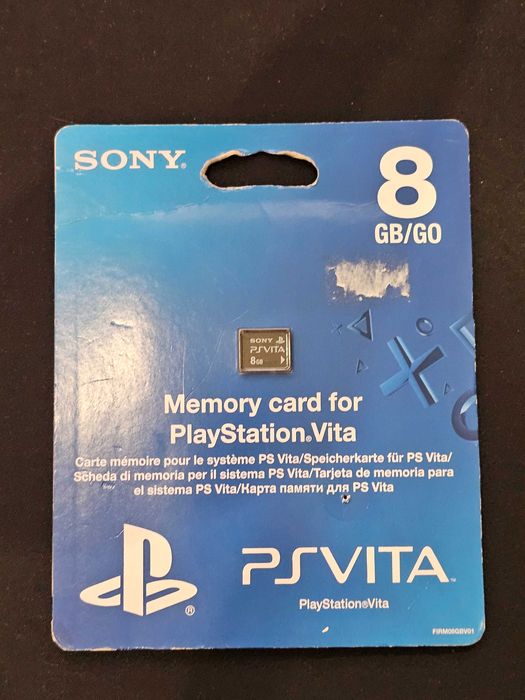 SONY®
8
GB/GO
SONY
PSVITA
8GB
Memory card for
PlayStation®Vita
Carte mémoire pour le système PS Vita/Speicherkarte für PS Vita/
Scheda di memoria per il sistema PS Vita/Tarjeta de memoria para
el sistema PS Vita/Карта памяти для PS Vita
PSVITA™
®
PlayStation®Vita
FIRM08GBV01